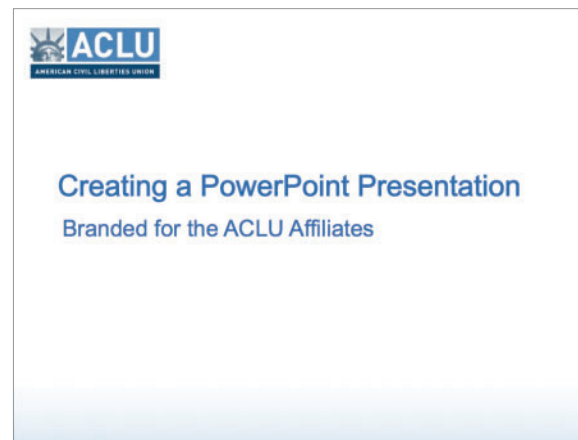 ACLU
AMERICAN CIVIL LIBERTIES UNION
Creating a PowerPoint Presentation
Branded for the ACLU Affiliates